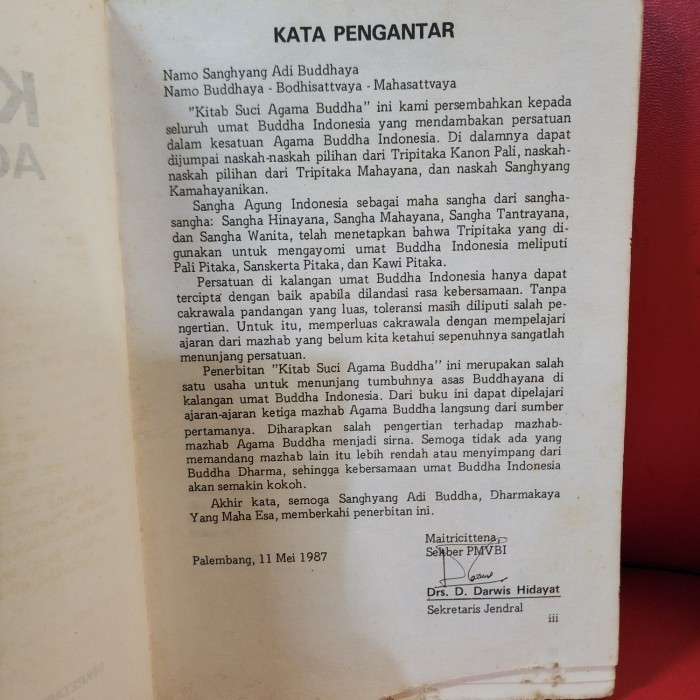 KATA PENGANTAR
Namo Sanghyang Adi Buddhaya
Namo Buddhaya - Bodhisattvaya - Mahasattvaya
"Kitab Suci Agama Buddha" ini kami persembahkan kepada
seluruh umat Buddha Indonesia yang mendambakan persatuan
dalam kesatuan Agama Buddha Indonesia. Di dalamnya dapat
dijumpai naskah-naskah pilihan dari Tripitaka Kanon Pali, naskah-
naskah pilihan dari Tripitaka Mahayana, dan naskah Sanghyang
Kamahayanikan.
Sangha Agung Indonesia sebagai maha sangha dari sangha-
sangha: Sangha Hinayana, Sangha Mahayana, Sangha Tantrayana,
dan Sangha Wanita, telah menetapkan bahwa Tripitaka yang di-
gunakan untuk mengayomi umat Buddha Indonesia meliputi
Pali Pitaka, Sanskerta Pitaka, dan Kawi Pitaka.
Persatuan di kalangan umat Buddha Indonesia hanya dapat
tercipta dengan baik apabila dilandasi rasa kebersamaan. Tanpa
cakrawala pandangan yang luas, toleransi masih diliputi salah pe-
ngertian. Untuk itu, memperluas cakrawala dengan mempelajari
ajaran dari mazhab yang belum kita ketahui sepenuhnya sangatlah
menunjang persatuan.
Penerbitan "Kitab Suci Agama Buddha" ini merupakan salah
satu usaha untuk menunjang tumbuhnya asas Buddhayana di
kalangan umat Buddha Indonesia. Dari buku ini dapat dipelajari
ajaran-ajaran ketiga mazhab Agama Buddha langsung dari sumber
pertamanya. Diharapkan salah pengertian terhadap mazhab-
mazhab Agama Buddha menjadi sirna. Semoga tidak ada yang
memandang mazhab lain itu lebih rendah atau menyimpang dari
Buddha Dharma, sehingga kebersamaan umat Buddha Indonesia
akan semakin kokoh.
Akhir kata, semoga Sanghyang Adi Buddha, Dharmakaya
Yang Maha Esa, memberkahi penerbitan ini.
Maitricittena,
Sekber PMVBI
Palembang, 11 Mei 1987
Drs. D. Darwis Hidayat
Sekretaris Jendral
iii